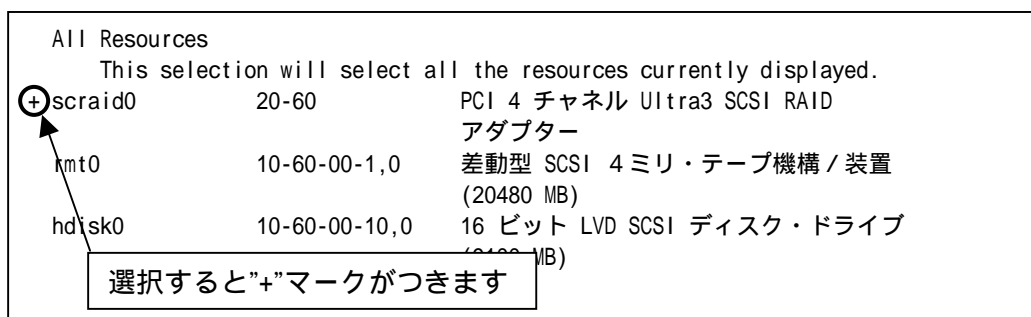 All Resources
This selection will select all the resources currently displayed.
+ scraid0 20-60 PCI 4 チャネル Ultra3 SCSI RAID
アダプター
rmt0 10-60-00-1,0 差動型 SCSI 4ミリ・テープ機構/装置
(20480 MB)
hdisk0 10-60-00-10,0 16 ビット LVD SCSI ディスク・ドライブ
MB)
選択すると”+”マークがつきます